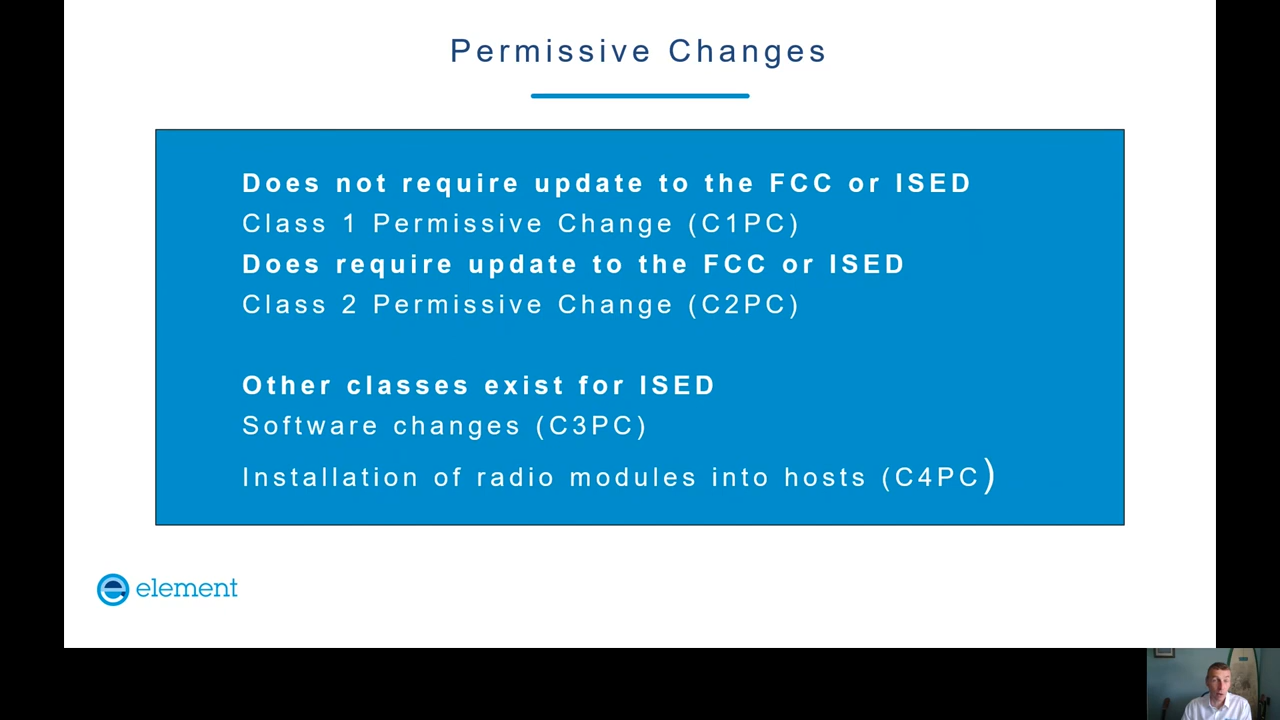 Permissive Changes
Does not require update to the FCC or ISED
Class 1 Permissive Change (C1PC)
Does require update to the FCC or ISED
Class 2 Permissive Change (C2PC)
Other classes exist for ISED
Software changes (C3PC)
Installation of radio modules into hosts (C4PC)
element